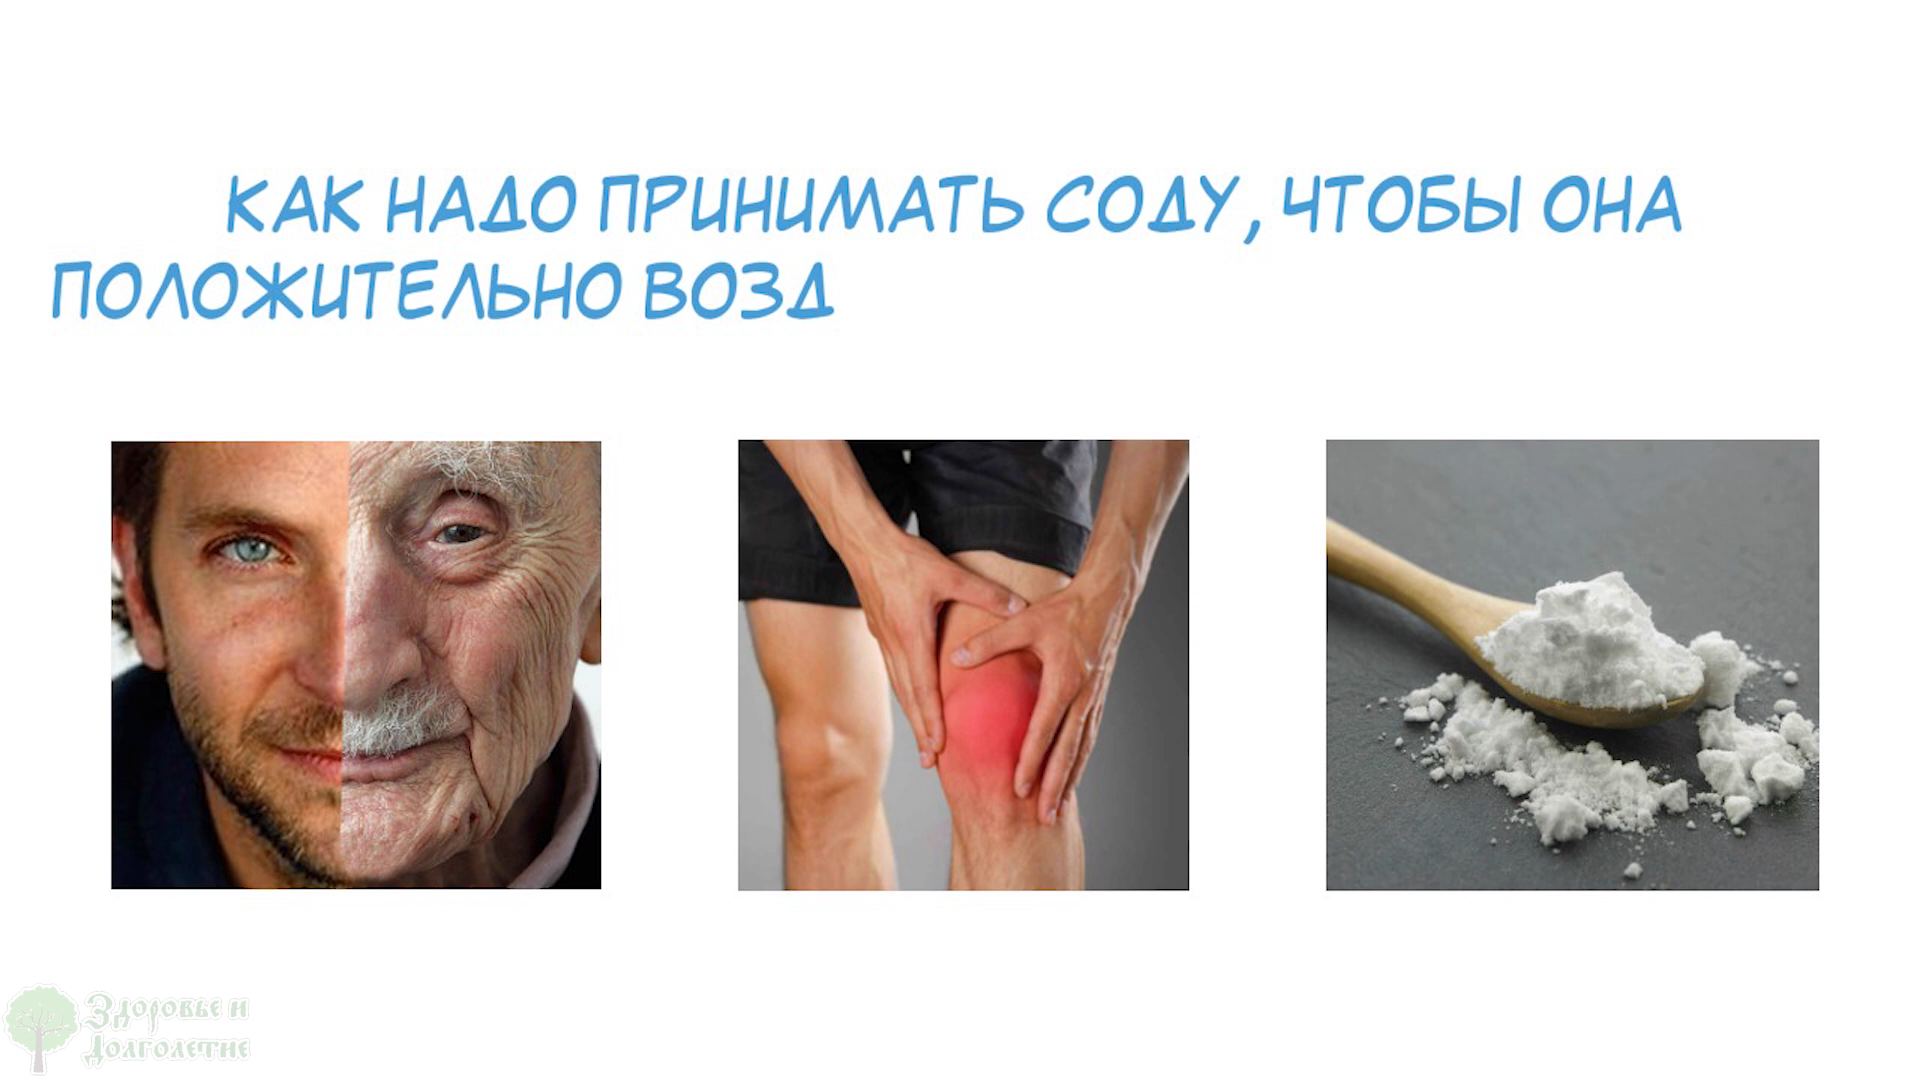 КАК НАДО ПРИНИМАТЬ СОДУ, ЧТОБЫ ОНА
ПОЛОЖИТЕЛЬНО ВОЗД
Здоровье и
Долголетие